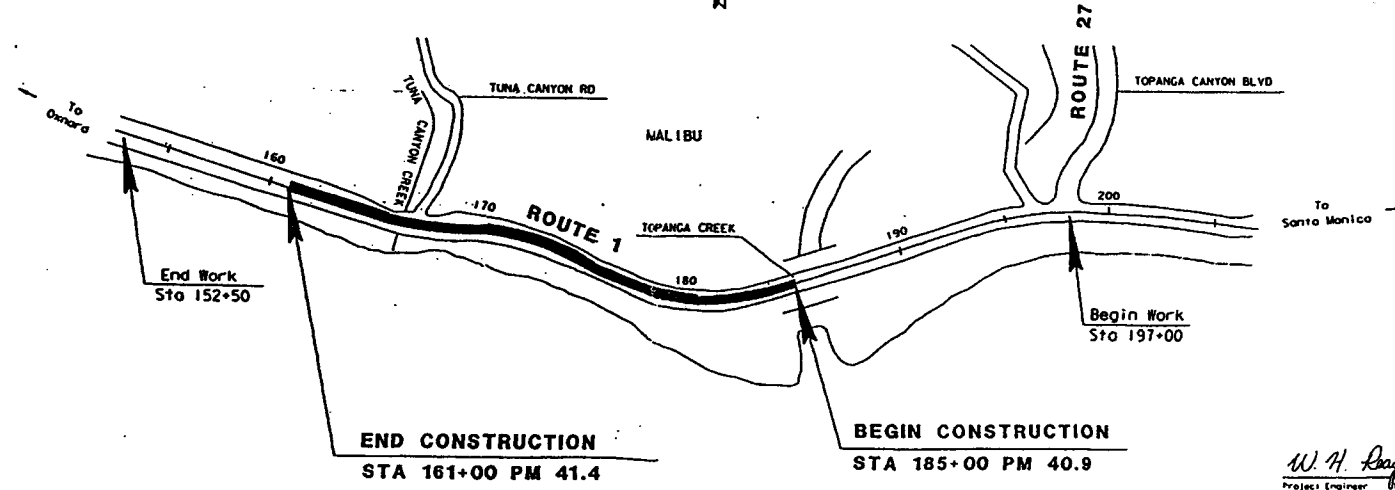 ROUTE 27
TUNA CANYON RD
TOPANGA CANYON BLVD
To
Oxnard
TUNA
CANYON CREEK
MALIBU
160
170
ROUTE 1
TOPANGA CREEK
180
190
200
To
Santa Monica
End Work
Sta 152+50
Begin Work
Sta 197+00
END CONSTRUCTION
STA 161+00 PM 41.4
BEGIN CONSTRUCTION
STA 185+00 PM 40.9
W. H.
Project Engineer